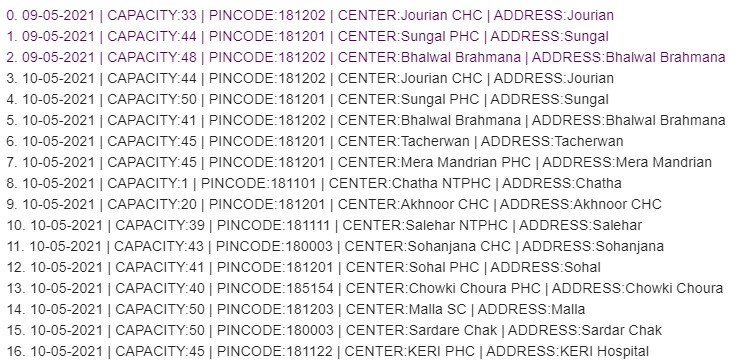 0. 09-05-2021 | CAPACITY:33 | PINCODE:181202 | CENTER:Jourian CHC | ADDRESS:Jourian
1. 09-05-2021 | CAPACITY:44 | PINCODE:181201 | CENTER:Sungal PHC | ADDRESS:Sungal
2. 09-05-2021 | CAPACITY:48 | PINCODE:181202 | CENTER:Bhalwal Brahmana | ADDRESS:Bhalwal Brahmana
3. 10-05-2021 | CAPACITY:44 | PINCODE:181202 | CENTER:Jourian CHC | ADDRESS:Jourian
4. 10-05-2021 | CAPACITY:50 | PINCODE:181201 | CENTER:Sungal PHC | ADDRESS:Sungal
5. 10-05-2021 | CAPACITY:41 | PINCODE:181202 | CENTER:Bhalwal Brahmana | ADDRESS:Bhalwal Brahmana
6. 10-05-2021 | CAPACITY:45 | PINCODE:181201 | CENTER:Tacherwan | ADDRESS:Tacherwan
7. 10-05-2021 | CAPACITY:45 | PINCODE:181201 | CENTER:Mera Mandrian PHC | ADDRESS:Mera Mandrian
8. 10-05-2021 | CAPACITY:1 | PINCODE:181101 | CENTER:Chatha NTPHC | ADDRESS:Chatha
9. 10-05-2021 | CAPACITY:20 | PINCODE:181201 | CENTER:Akhnoor CHC | ADDRESS:Akhnoor CHC
10. 10-05-2021 | CAPACITY:39 | PINCODE:181111 | CENTER:Salehar NTPHC | ADDRESS:Salehar
11. 10-05-2021 | CAPACITY:43 | PINCODE:180003 | CENTER:Sohanjana CHC | ADDRESS:Sohanjana
12. 10-05-2021 | CAPACITY:41 | PINCODE:181201 | CENTER:Sohal PHC | ADDRESS:Sohal
13. 10-05-2021 | CAPACITY:40 | PINCODE:185154 | CENTER:Chowki Choura PHC | ADDRESS:Chowki Choura
14. 10-05-2021 | CAPACITY:50 | PINCODE:181203 | CENTER:Malla SC | ADDRESS:Malla
15. 10-05-2021 | CAPACITY:50 | PINCODE:180003 | CENTER:Sardare Chak | ADDRESS:Sardar Chak
16. 10-05-2021 | CAPACITY:45 | PINCODE:181122 | CENTER:KERI PHC | ADDRESS:KERI Hospital